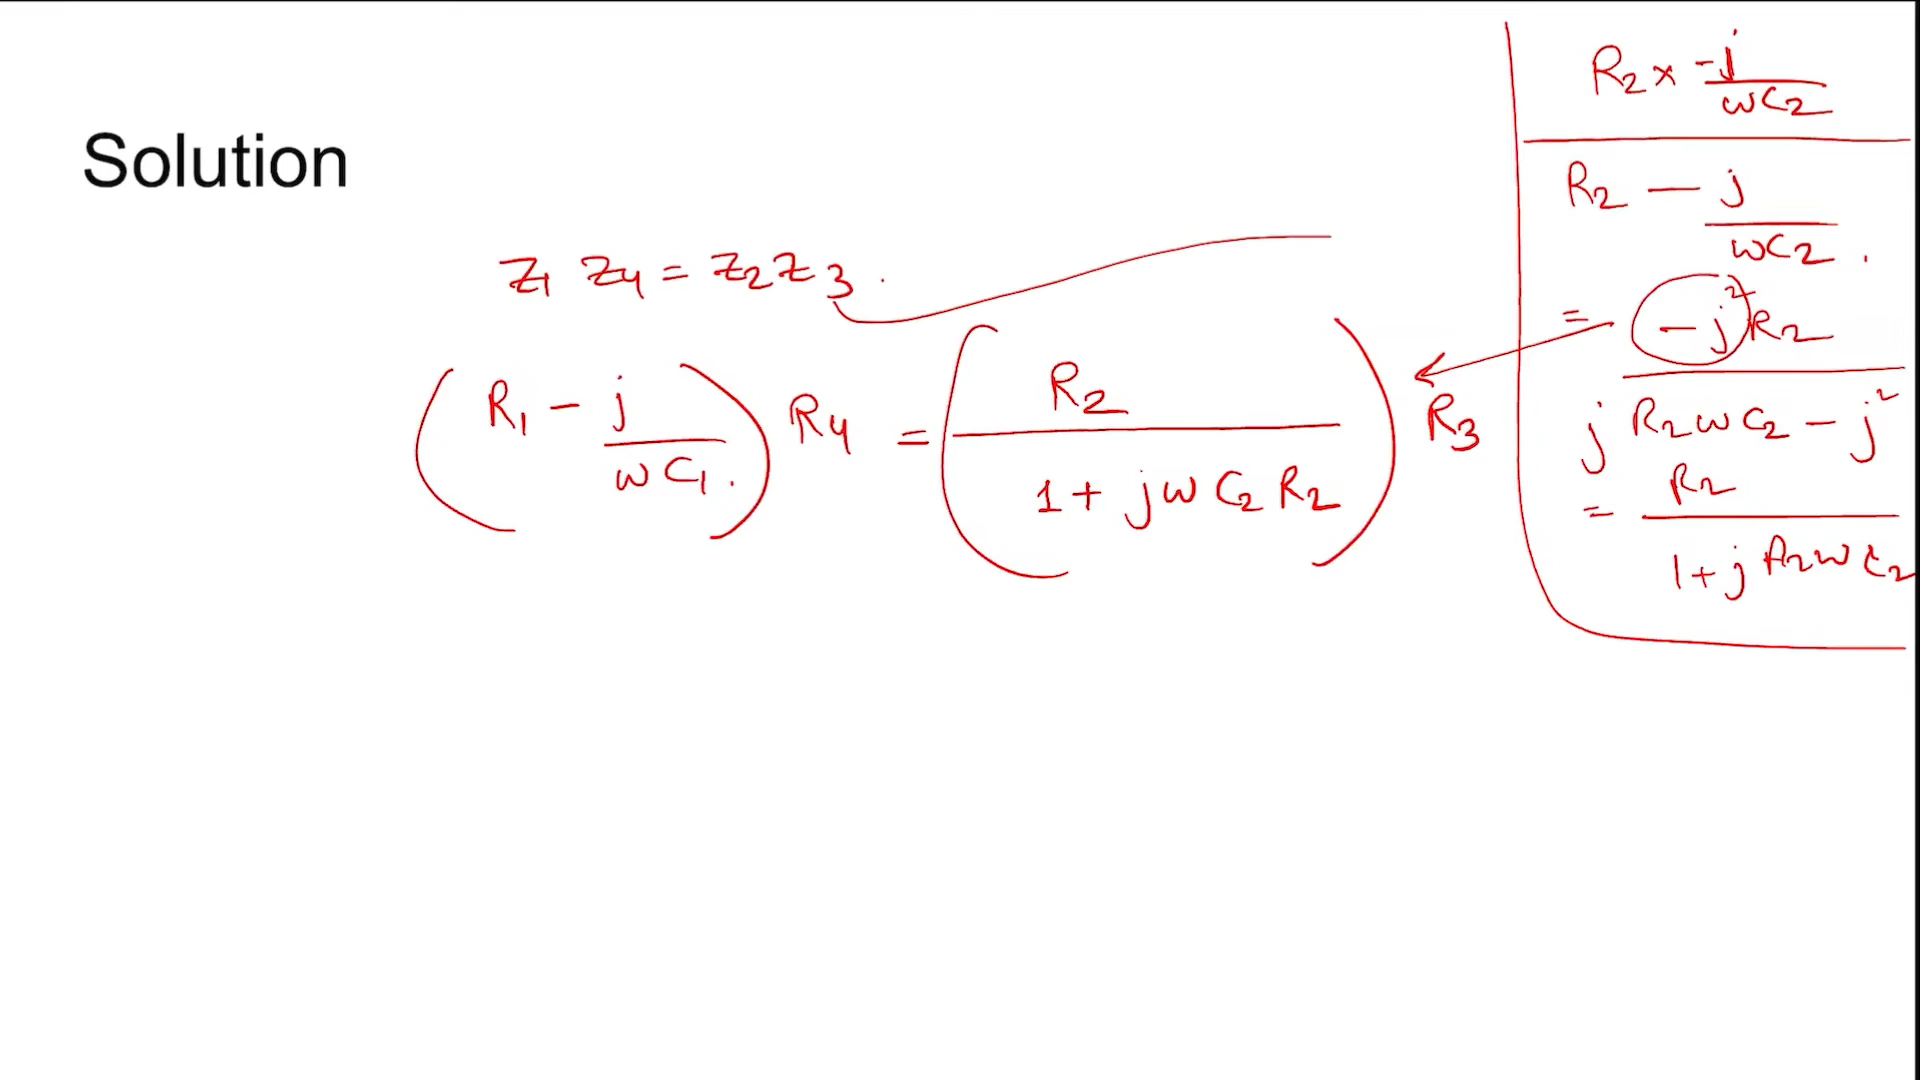 Solution
Z1 Z4 = Z2 Z3 .
(R1 - j/ωC1.) R4 = (R2/(1 + jωC2R2)) R3
R2 × -j/ωC2
R2 - j/ωC2 .
= -j²R2
j R2ωC2 - j²
= R2
1+j R2ωC2